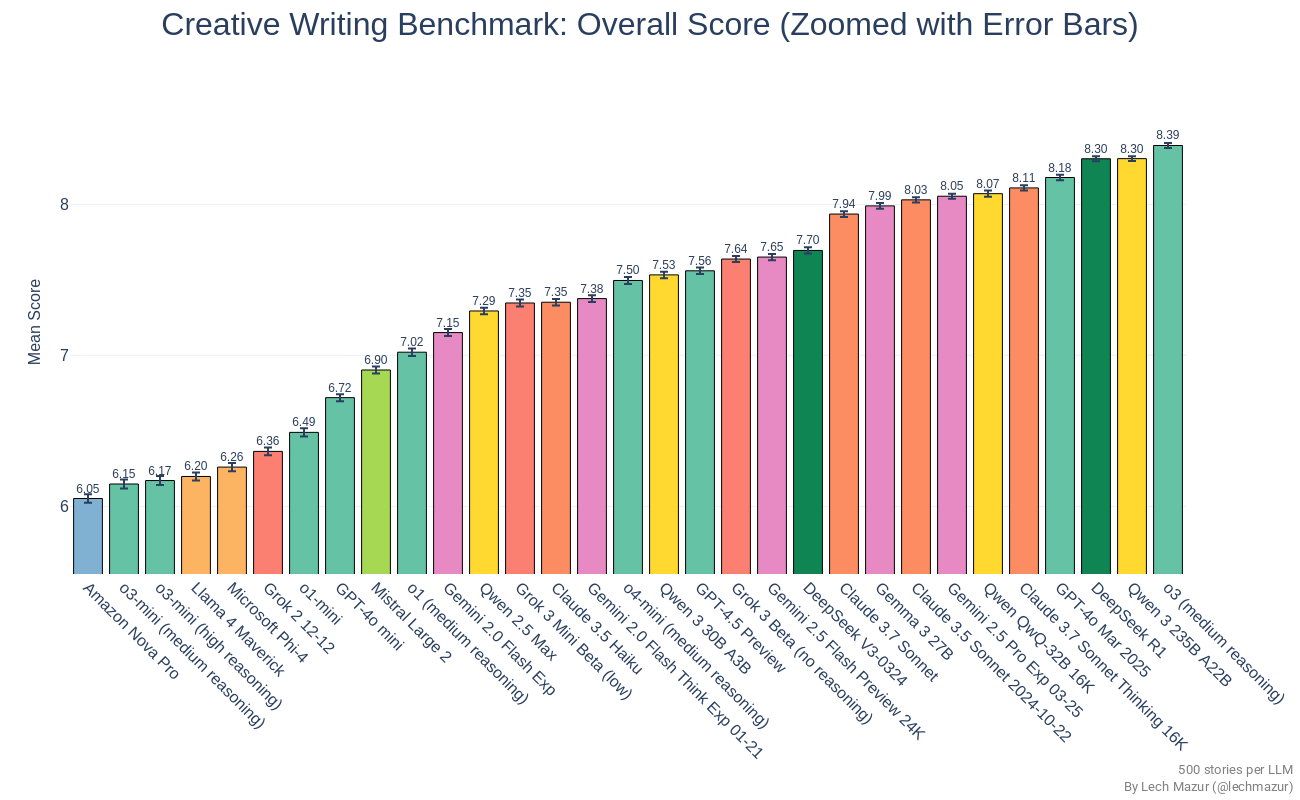 Creative Writing Benchmark: Overall Score (Zoomed with Error Bars)
Mean Score
8
7
6
6.05
6.15
6.17
6.20
6.26
6.36
6.49
6.72
6.90
7.02
7.15
7.29
7.35
7.35
7.38
7.50
7.53
7.56
7.64
7.65
7.70
7.94
7.99
8.03
8.05
8.07
8.11
8.18
8.30
8.30
8.39
Amazon Nova Pro
o3-mini (medium reasoning)
o3-mini (high reasoning)
Llama 4 Maverick
Microsoft Phi-4
Grok 2 12-12
o1-mini
GPT-4o mini
Mistral Large 2
o1 (medium reasoning)
Gemini 2.0 Flash Exp
Qwen 2.5 Max
Grok 3 Mini Beta (low)
Claude 3.5 Haiku
Gemini 2.0 Flash Think Exp 01-21
o4-mini (medium reasoning)
Qwen 3 30B A3B
GPT-4.5 Preview
Grok 3 Beta (no reasoning)
Gemini 2.5 Flash Preview 24K
DeepSeek V3-0324
Claude 3.7 Sonnet
Gemma 3 27B
Claude 3.5 Sonnet 2024-10-22
Gemini 2.5 Pro Exp 03-25
Qwen QwQ-32B 16K
Claude 3.7 Sonnet Thinking 16K
GPT-4o Mar 2025
DeepSeek R1
Qwen 3 235B A22B
o3 (medium reasoning)
500 stories per LLM
By Lech Mazur (@lechmazur)